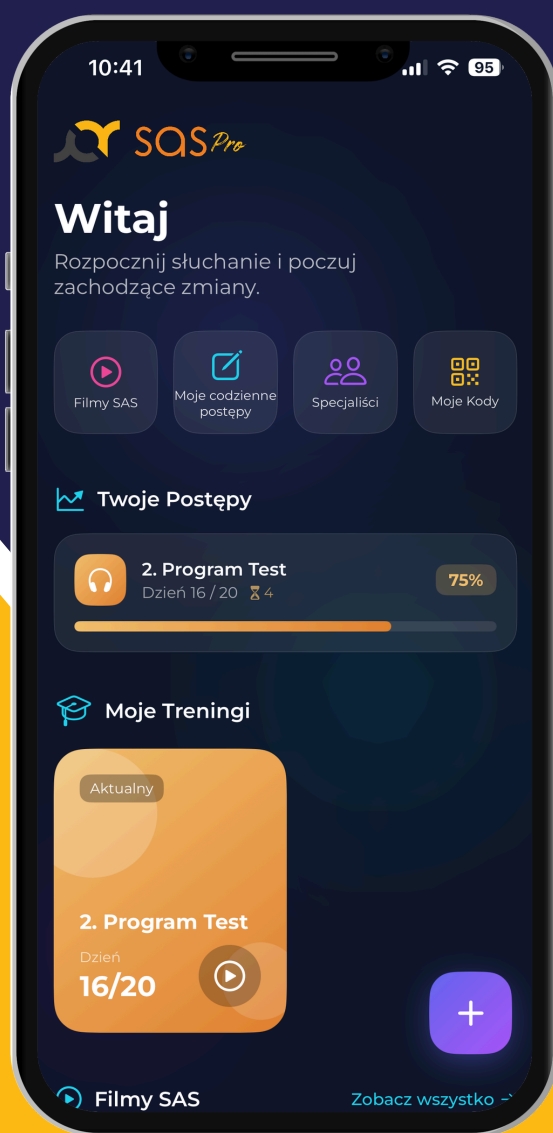 10:41
95
SAS Pro
Witaj
Rozpocznij słuchanie i poczuj
zachodzące zmiany.
Filmy SAS
Moje codzienne
postępy
Specjaliści
Moje Kody
Twoje Postępy
2. Program Test
Dzień 16 / 20 4
75%
Moje Treningi
Aktualny
2. Program Test
Dzień
16/20
Filmy SAS
Zobacz wszystko